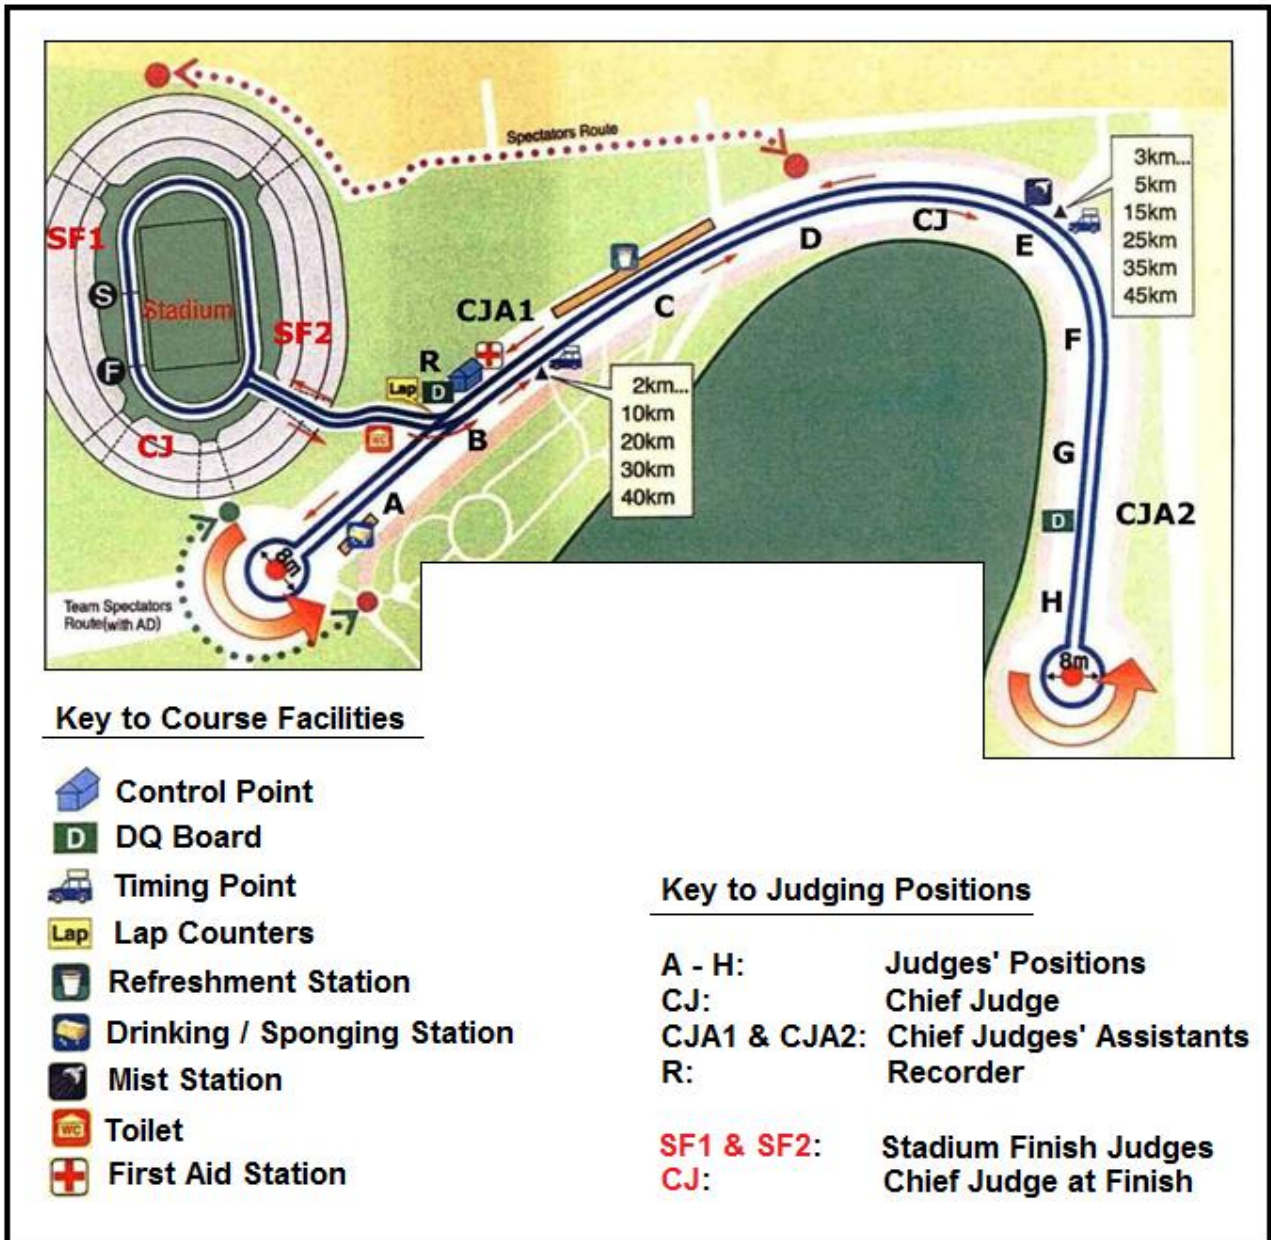 Spectators Route
3km...
5km
15km
25km
35km
45km
SF1
S
Stadium
F
SF2
CJ
CJA1
R
Lap
D
WC
A
B
C
D
CJ
E
F
G
D
CJA2
H
8m
2km...
10km
20km
30km
40km
8m
Team Spectators
Route(with AD)
Key to Course Facilities
Control Point
D DQ Board
Timing Point
Lap Lap Counters
Refreshment Station
Drinking / Sponging Station
Mist Station
WC Toilet
First Aid Station
Key to Judging Positions
A - H: Judges' Positions
CJ: Chief Judge
CJA1 & CJA2: Chief Judges' Assistants
R: Recorder
SF1 & SF2: Stadium Finish Judges
CJ: Chief Judge at Finish